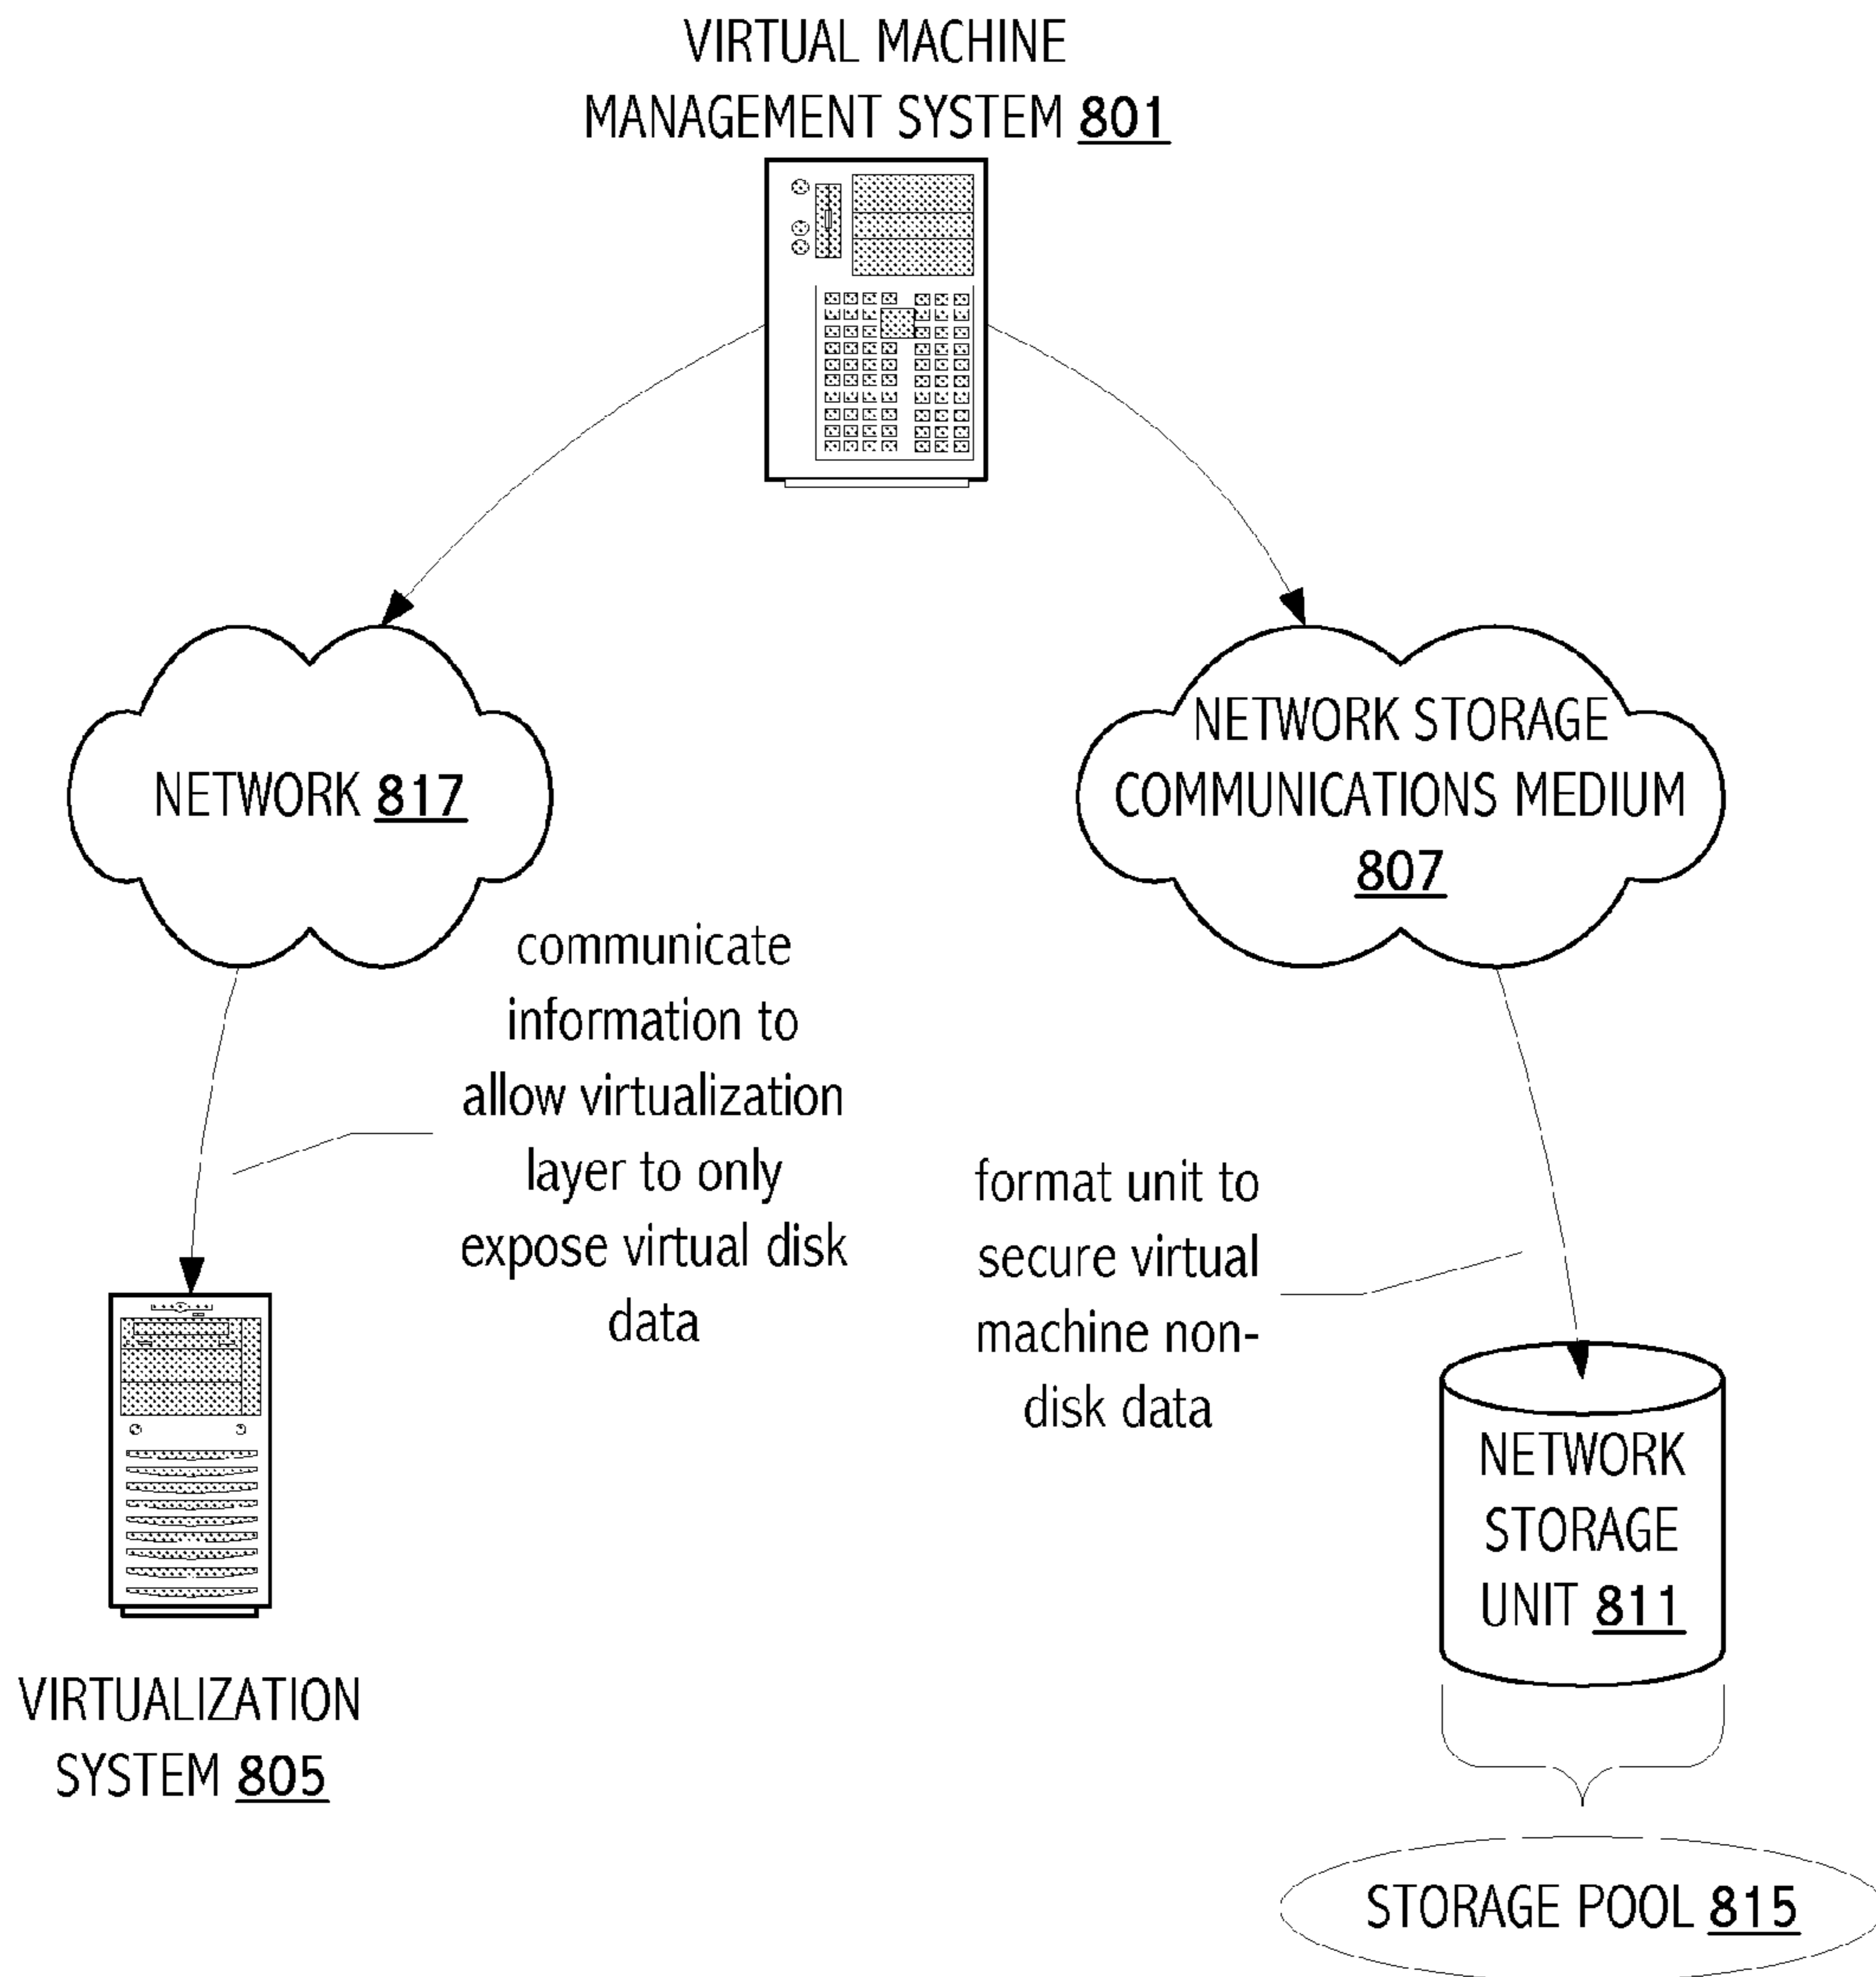 VIRTUAL MACHINE
MANAGEMENT SYSTEM 801
NETWORK 817
NETWORK STORAGE
COMMUNICATIONS MEDIUM
807
communicate
information to
allow virtualization
layer to only
expose virtual disk
data
format unit to
secure virtual
machine non-
disk data
NETWORK
STORAGE
UNIT 811
VIRTUALIZATION
SYSTEM 805
STORAGE POOL 815